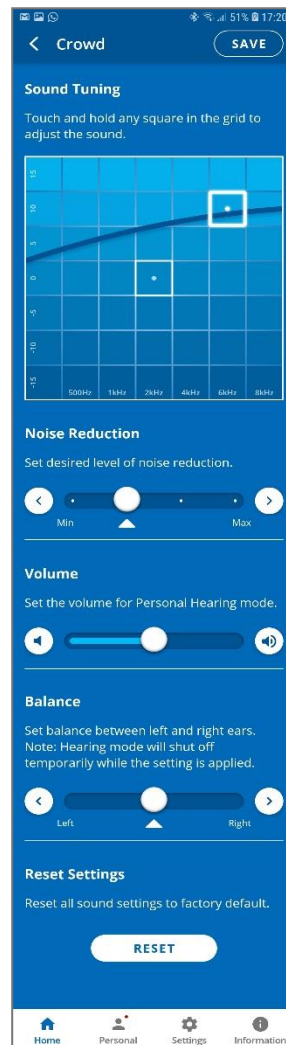 51% 17:20
Crowd
SAVE
Sound Tuning
Touch and hold any square in the grid to
adjust the sound.
15
10
5
0
-5
-10
-15
500Hz 1kHz 2kHz 4kHz 6kHz 8kHz
Noise Reduction
Set desired level of noise reduction.
Min Max
Volume
Set the volume for Personal Hearing mode.
Balance
Set balance between left and right ears.
Note: Hearing mode will shut off
temporarily while the setting is applied.
Left Right
Reset Settings
Reset all sound settings to factory default.
RESET
Home Personal Settings Information